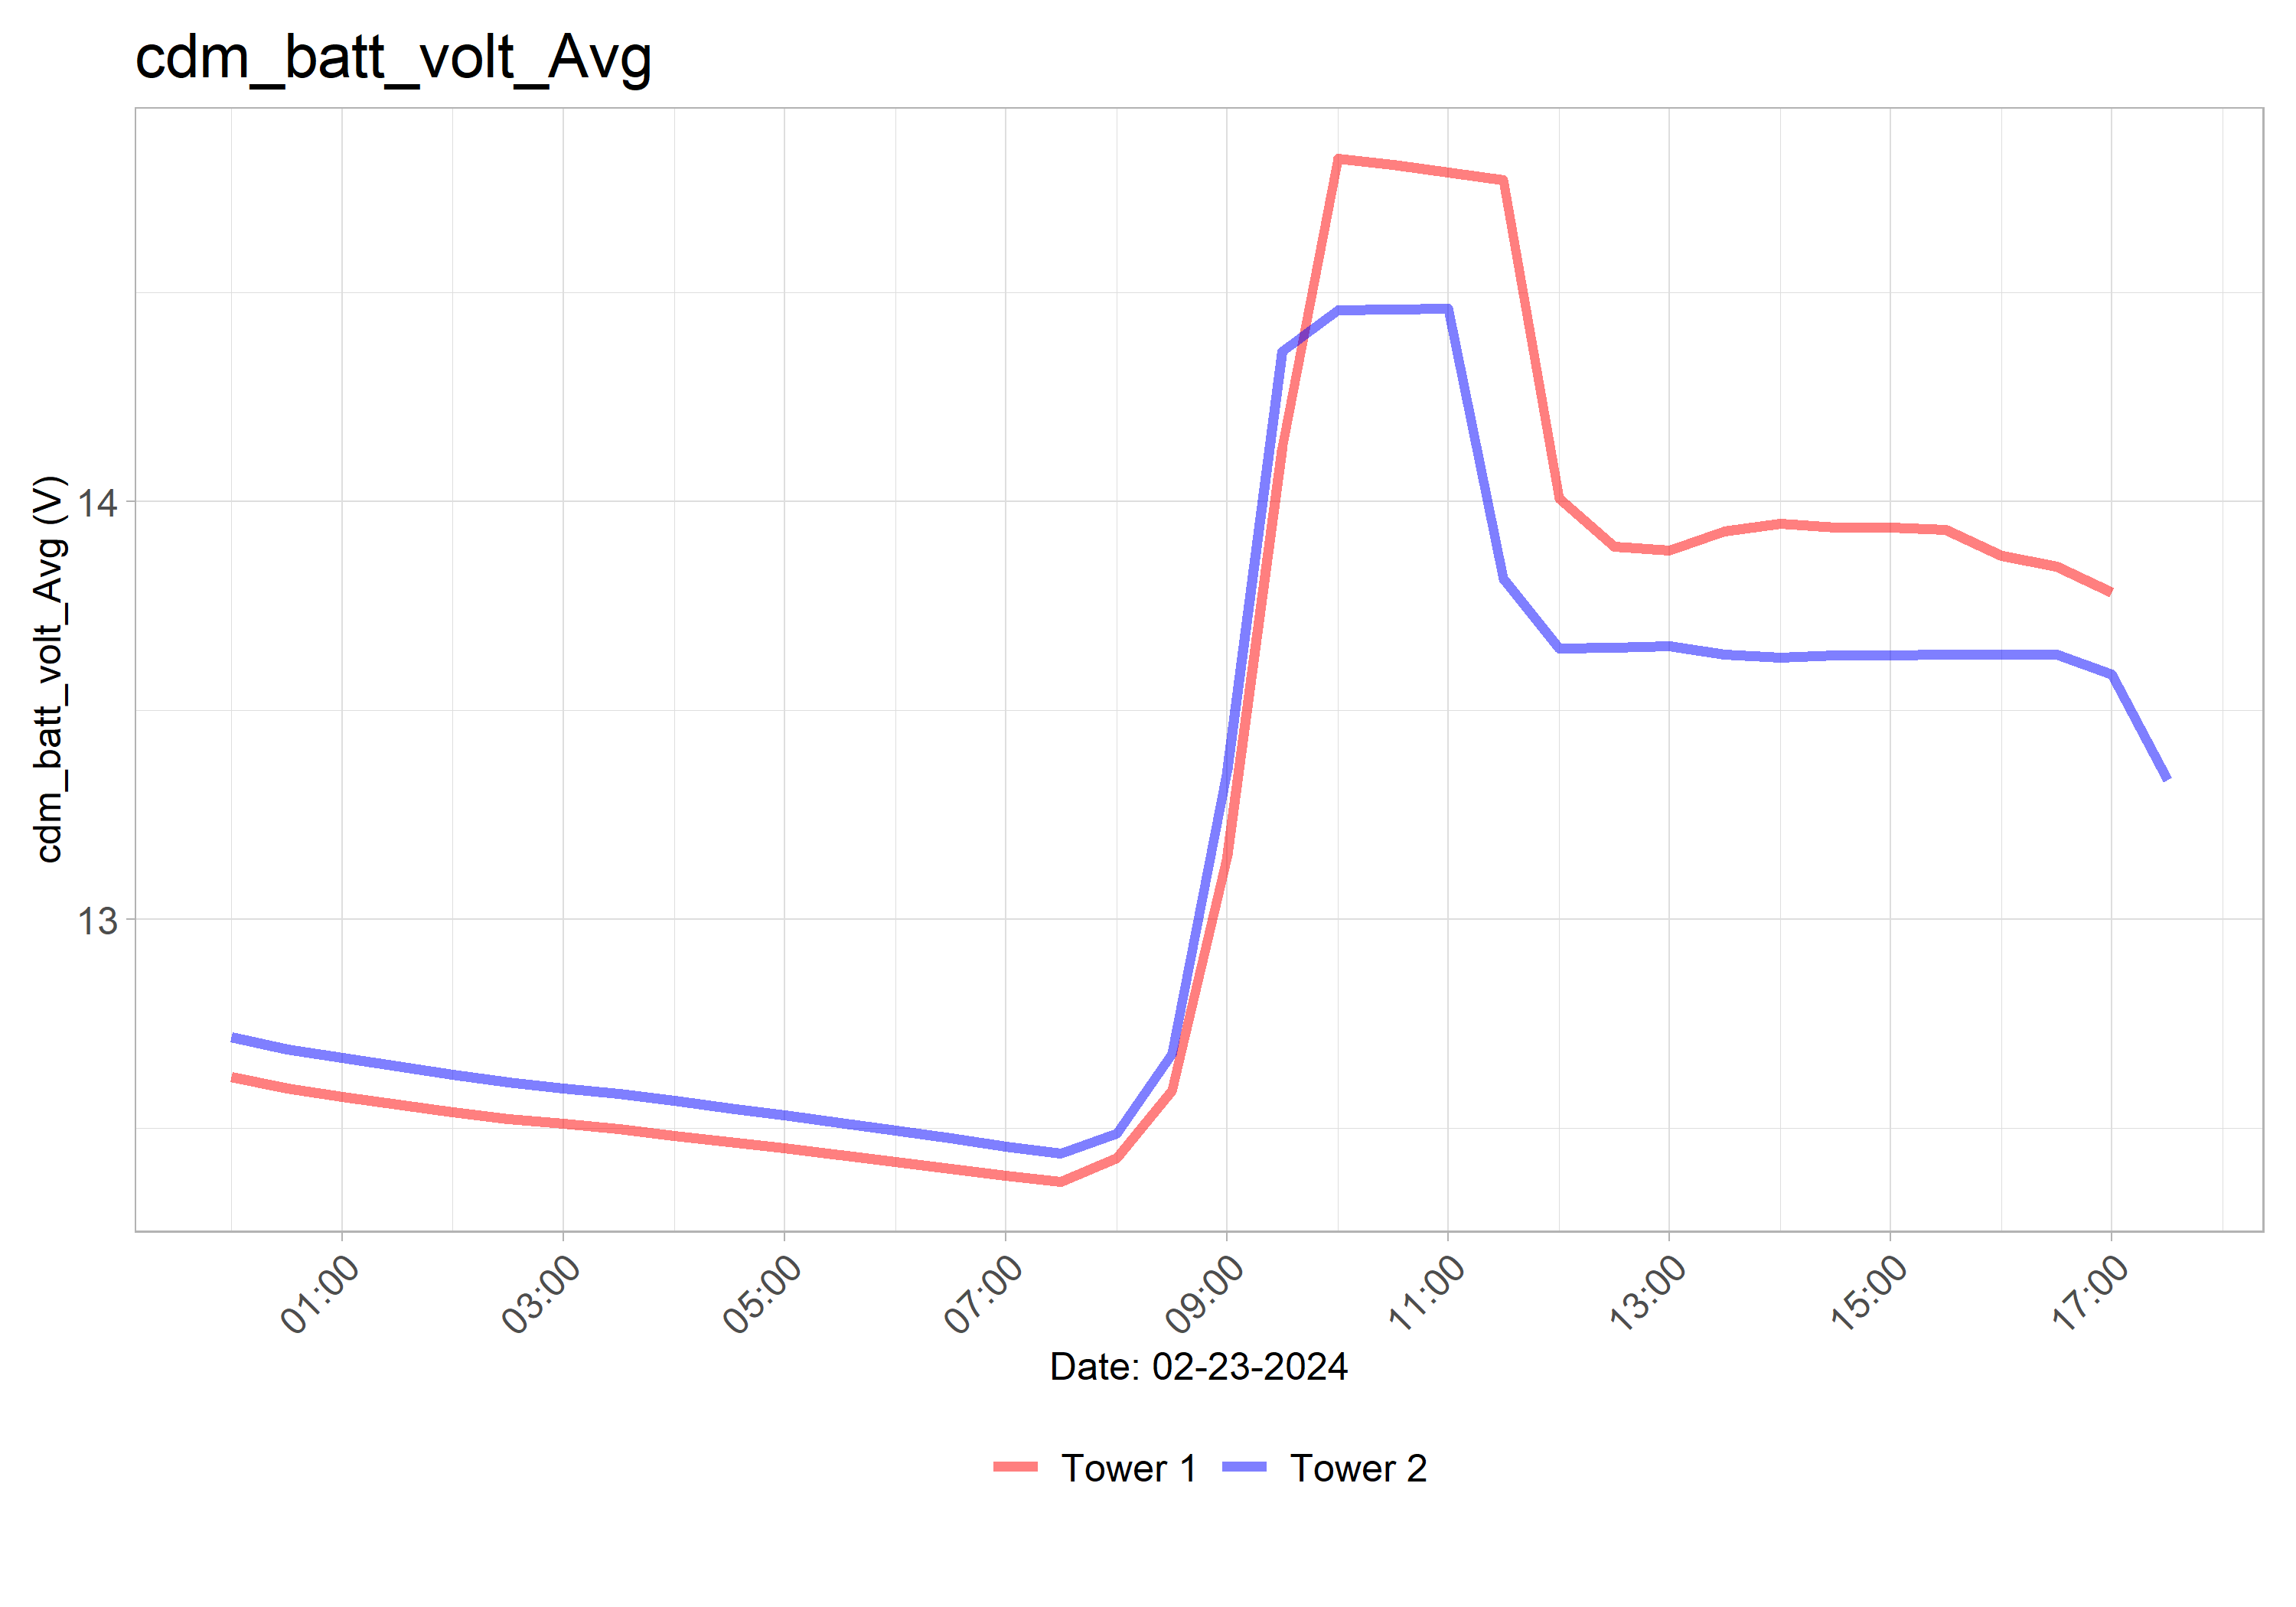 cdm_batt_volt_Avg
cdm_batt_volt_Avg (V)
14
13
01:00
03:00
05:00
07:00
09:00
11:00
13:00
15:00
17:00
Date: 02-23-2024
Tower 1
Tower 2